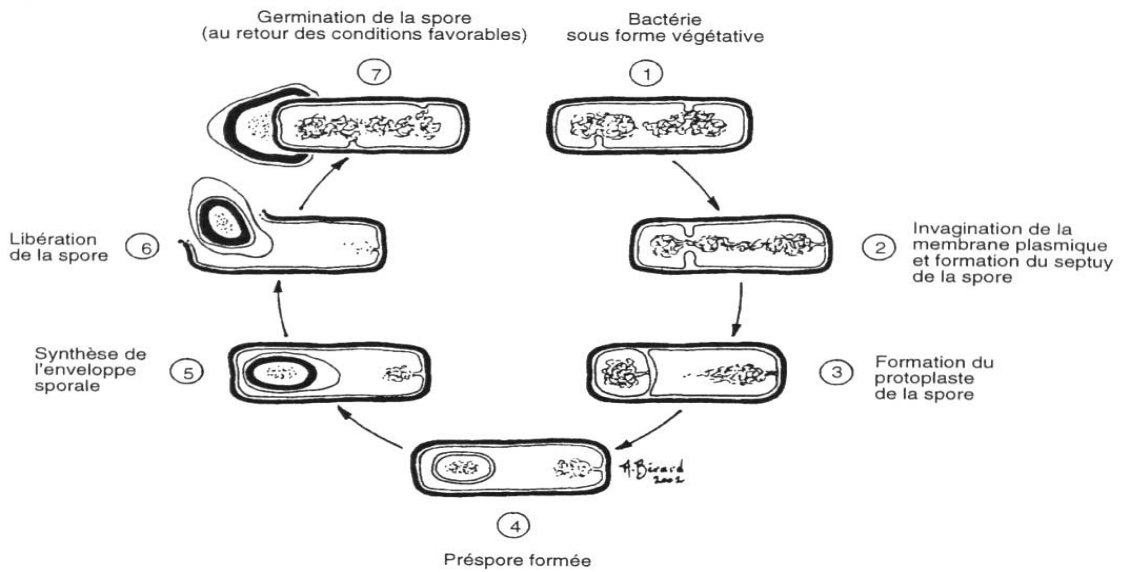 Germination de la spore
(au retour des conditions favorables)
7
Bactérie
sous forme végétative
1
2
Invagination de la
membrane plasmique
et formation du septuy
de la spore
3
Formation du
protoplaste
de la spore
A. Bérard
2002
4
Préspore formée
Synthèse de
l'enveloppe
sporale
5
Libération
de la spore
6